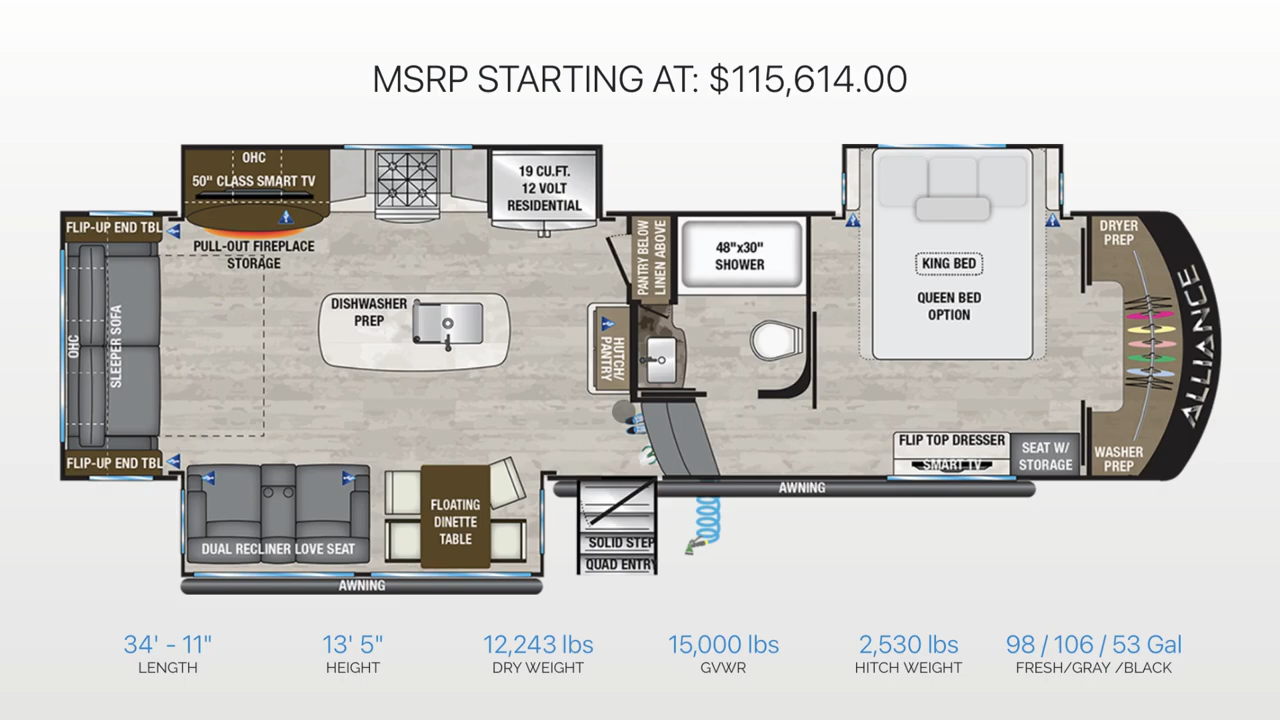 MSRP STARTING AT: $115,614.00
OHC
50" CLASS SMART TV
PULL-OUT FIREPLACE
STORAGE
19 CU.FT.
12 VOLT
RESIDENTIAL
FLIP-UP END TBL
OHC
SLEEPER SOFA
FLIP-UP END TBL
DISHWASHER
PREP
PANTRY BELOW
LINEN ABOVE
HUTCH/
PANTRY
48"x30"
SHOWER
KING BED
QUEEN BED
OPTION
DRYER
PREP
ALLIANCE
WASHER
PREP
FLIP TOP DRESSER
SMART TV
SEAT W/
STORAGE
AWNING
DUAL RECLINER LOVE SEAT
FLOATING
DINETTE
TABLE
SOLID STEP
QUAD ENTRY
AWNING
34' - 11"
LENGTH
13' 5"
HEIGHT
12,243 lbs
DRY WEIGHT
15,000 lbs
GVWR
2,530 lbs
HITCH WEIGHT
98 / 106 / 53 Gal
FRESH/GRAY /BLACK